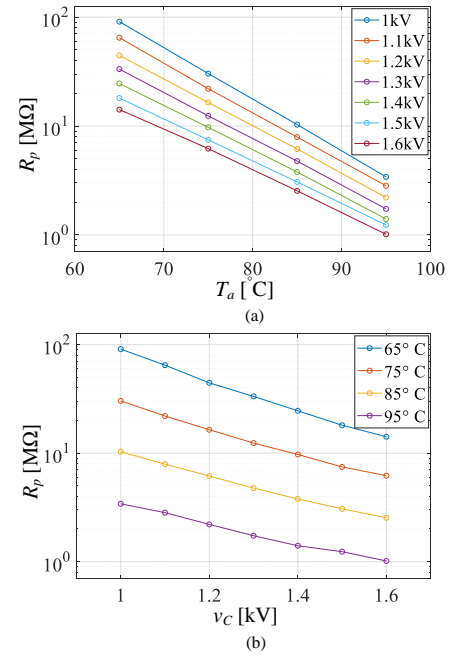 10²
10¹
10⁰
R_p [MΩ]
1kV
1.1kV
1.2kV
1.3kV
1.4kV
1.5kV
1.6kV
60 70 80 90 100
T_a [°C]
(a)
10²
10¹
10⁰
R_p [MΩ]
65° C
75° C
85° C
95° C
1 1.2 1.4 1.6
v_C [kV]
(b)